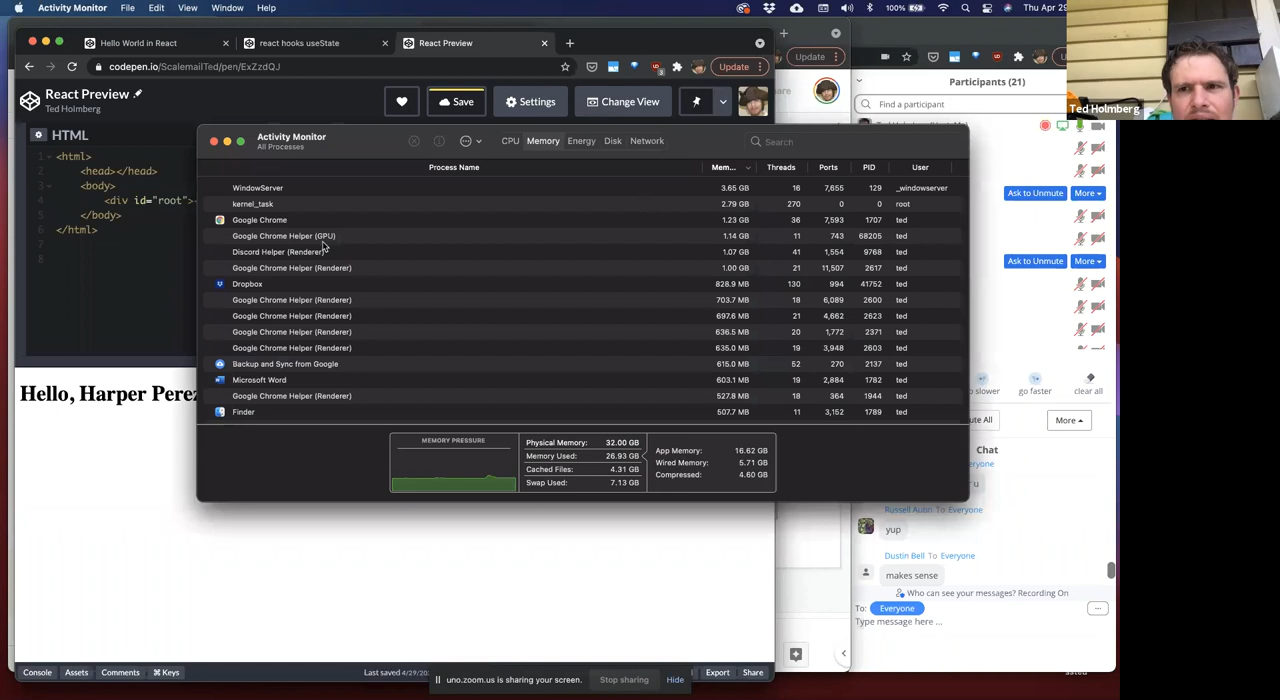 Activity Monitor File Edit View Window Help
100% Thu Apr 29
Hello World in React
react hooks useState
React Preview
Update
codepen.io/ScalemailTed/pen/ExZzdQJ
Update
React Preview
Ted Holmberg
Save
Settings
Change View
HTML
1 <html>
2 <head></head>
3 <body>
4 <div id="root">
5 </body>
6 </html>
7
8
Hello, Harper Perez
Activity Monitor
All Processes
CPU Memory Energy Disk Network
Search
Process Name Mem... Threads Ports PID User
WindowServer 3.65 GB 16 7,655 129 _windowserver
kernel_task 2.79 GB 270 0 0 root
Google Chrome 1.23 GB 36 7,593 1707 ted
Google Chrome Helper (GPU) 1.14 GB 11 743 68205 ted
Discord Helper (Renderer) 1.07 GB 41 1,554 9768 ted
Google Chrome Helper (Renderer) 1.00 GB 21 11,507 2617 ted
Dropbox 828.9 MB 130 994 41752 ted
Google Chrome Helper (Renderer) 703.7 MB 18 6,089 2600 ted
Google Chrome Helper (Renderer) 697.6 MB 21 4,662 2623 ted
Google Chrome Helper (Renderer) 636.5 MB 20 1,772 2371 ted
Google Chrome Helper (Renderer) 635.0 MB 19 3,948 2603 ted
Backup and Sync from Google 615.0 MB 52 270 2137 ted
Microsoft Word 603.1 MB 19 2,884 1782 ted
Google Chrome Helper (Renderer) 527.8 MB 18 364 1944 ted
Finder 507.7 MB 11 3,152 1789 ted
MEMORY PRESSURE
Physical Memory: 32.00 GB
Memory Used: 26.93 GB
Cached Files: 4.31 GB
Swap Used: 7.13 GB
App Memory: 16.62 GB
Wired Memory: 5.71 GB
Compressed: 4.60 GB
Participants (21)
Find a participant
Ted Holmberg
Ask to Unmute More
Ask to Unmute More
slower go faster clear all
ute All More
Chat
eryone
u
Russell Autin To Everyone
yup
Dustin Bell To Everyone
makes sense
Who can see your messages? Recording On
To: Everyone
Type message here ...
Console Assets Comments ⌘ Keys
Last saved 4/29/20
Export Share
uno.zoom.us is sharing your screen. Stop sharing Hide